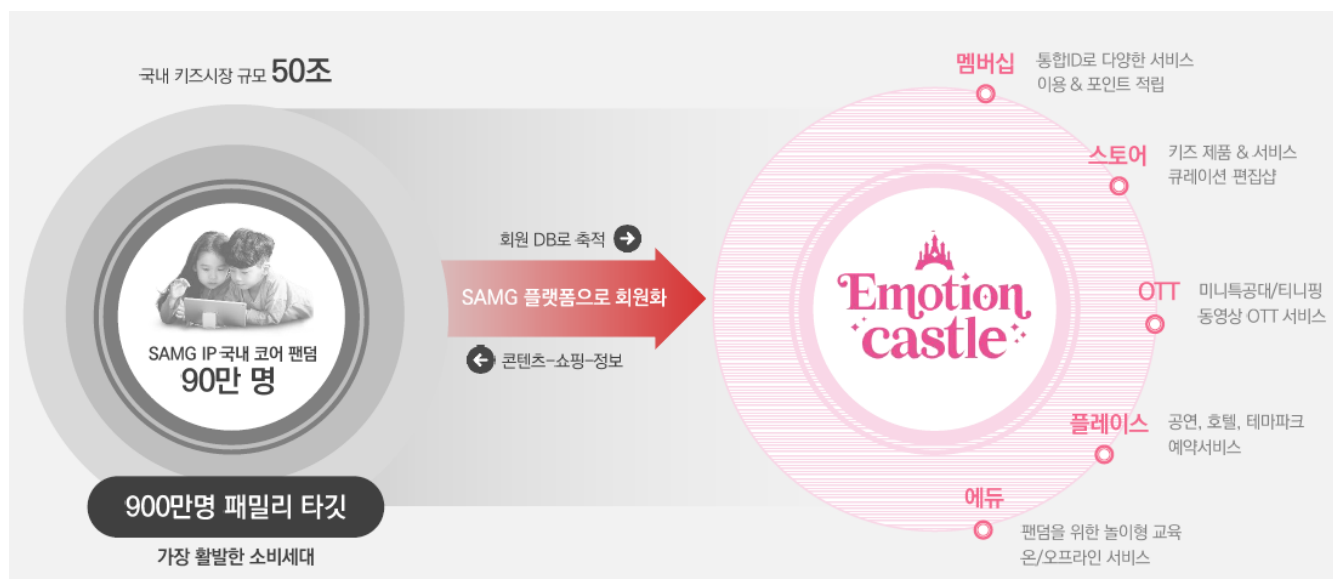 국내 키즈시장 규모 50조
SAMG IP 국내 코어 팬덤
90만 명
900만명 패밀리 타깃
가장 활발한 소비세대
회원 DB로 축적
SAMG 플랫폼으로 회원화
콘텐츠-쇼핑-정보
Emotion
castle
멤버십
통합ID로 다양한 서비스
이용 & 포인트 적립
스토어
키즈 제품 & 서비스
큐레이션 편집샵
OTT
미니특공대/티니핑
동영상 OTT 서비스
플레이스
공연, 호텔, 테마파크
예약서비스
에듀
팬덤을 위한 놀이형 교육
온/오프라인 서비스